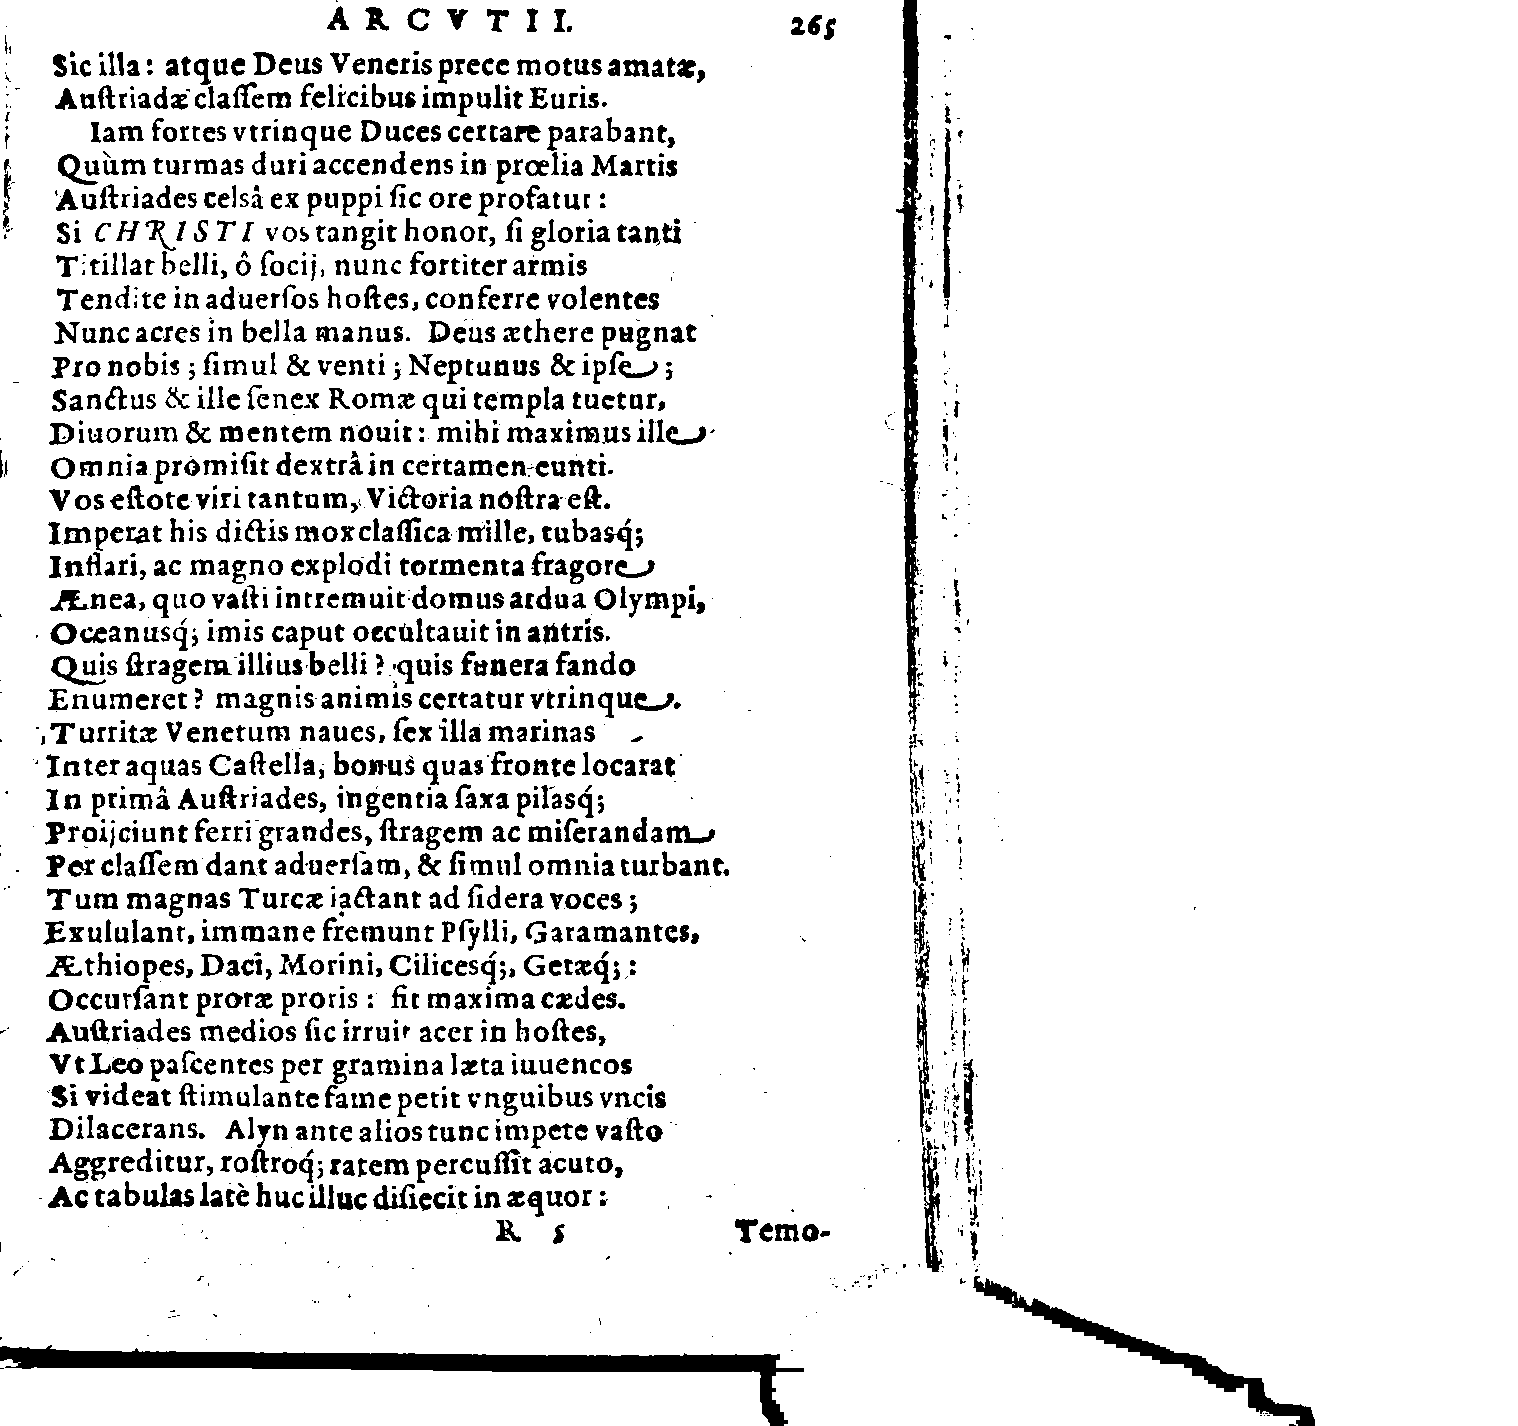 ARCVTII. 265
Sic illa: atque Deus Veneris prece motus amatæ,
Auſtriadæ claſſem felicibus impulit Euris.
Iam fortes vtrinque Duces certare parabant,
Quùm turmas duri accendens in prœlia Martis
Auſtriades celsâ ex puppi ſic ore profatur:
Si CHRISTI vos tangit honor, ſi gloria tanti
Titillat belli, ô ſocij, nunc fortiter armis
Tendite in aduerſos hoſtes, conferre volentes
Nunc acres in bella manus. Deus æthere pugnat
Pro nobis; ſimul & venti; Neptunus & ipſe;
Sanctus & ille ſenex Romæ qui templa tuetur,
Diuorum & mentem nouit: mihi maximus ille
Omnia promiſit dextrâ in certamen eunti.
Vos eſtote viri tantum, Victoria noſtra eſt.
Imperat his dictis mox claſſica mille, tubasq́;
Inflari, ac magno explodi tormenta fragore
Ænea, quo vaſti intremuit domus ardua Olympi,
Oceanusq́; imis caput occultauit in antris.
Quis ſtragem illius belli? quis funera fando
Enumeret? magnis animis certatur vtrinque.
Turritæ Venetum naues, ſex illa marinas
Inter aquas Caſtella, bonus quas fronte locarat
In primâ Auſtriades, ingentia ſaxa pilasq́;
Proijciunt ferri grandes, ſtragem ac miſerandam
Per claſſem dant aduerſam, & ſimul omnia turbant.
Tum magnas Turcæ iactant ad ſidera voces;
Exululant, immane fremunt Pſylli, Garamantes,
Æthiopes, Daci, Morini, Cilicesq́;, Getæq́;:
Occurſant proræ proris: fit maxima cædes.
Auſtriades medios ſic irruit acer in hoſtes,
Vt Leo paſcentes per gramina læta iuuencos
Si videat ſtimulante fame petit vnguibus vncis
Dilacerans. Alyn ante alios tunc impete vaſto
Aggreditur, roſtroq́; ratem percuſſit acuto,
Ac tabulas latè huc illuc diſiecit in æquor:
R 5 Temo-